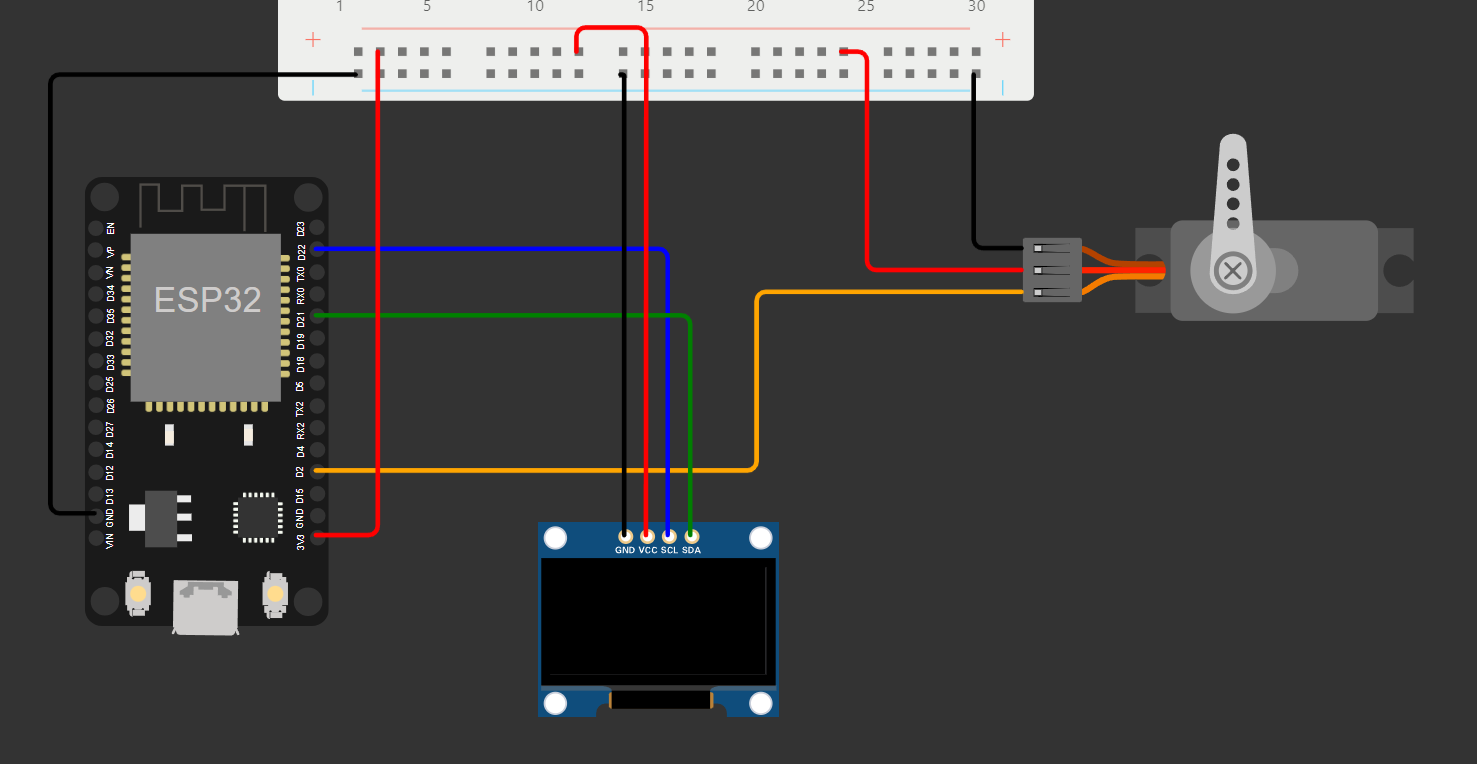 1 5 10 15 20 25 30
+ +
EN
VP
VN
D34
D35
D32
D33
D25
D26
D27
D14
D12
D13
GND
VIN
ESP32
D23
D22
TX0
RX0
D21
D19
D18
D5
TX2
RX2
D4
D2
D15
GND
3V3
GND VCC SCL SDA